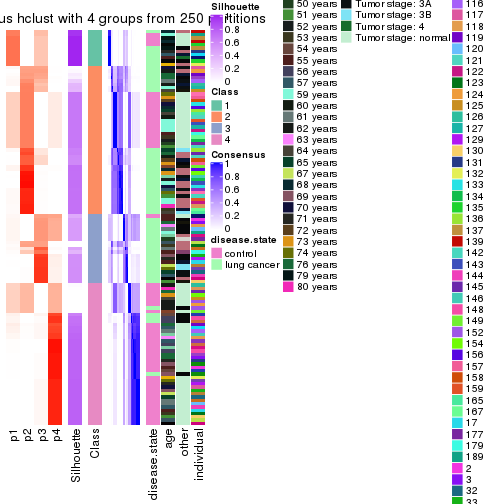 us hclust with 4 groups from 250 partitions
Silhouette
1
0.8
0.6
0.4
0.2
0
Class
1
2
3
4
Consensus
1
0.8
0.6
0.4
0.2
0
disease.state
control
lung cancer
p1
p2
p3
p4
Silhouette
Class
disease.state
age
other
individual
50 years
51 years
52 years
53 years
54 years
55 years
56 years
57 years
59 years
60 years
61 years
62 years
63 years
64 years
65 years
67 years
68 years
69 years
70 years
71 years
72 years
73 years
74 years
76 years
79 years
80 years
Tumor stage: 3A
Tumor stage: 3B
Tumor stage: 4
Tumor stage: normal
116
117
118
119
120
121
122
123
124
125
126
127
129
130
131
132
133
134
135
136
139
142
143
144
145
146
148
149
152
154
156
157
158
159
165
167
17
177
179
189
2
3
32
33